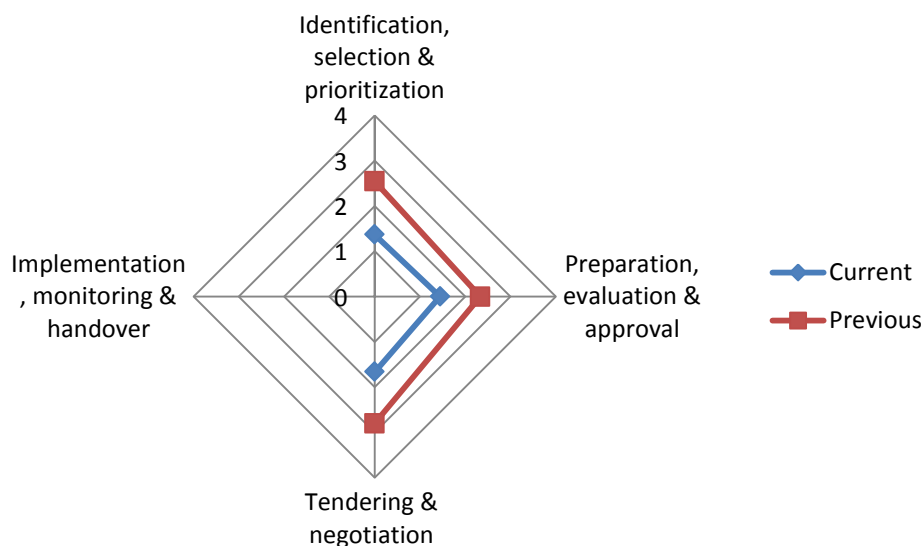 Identification,
selection &
prioritization
4
3
2
1
0
Implementation
, monitoring &
handover
Preparation,
evaluation &
approval
Current
Previous
Tendering &
negotiation